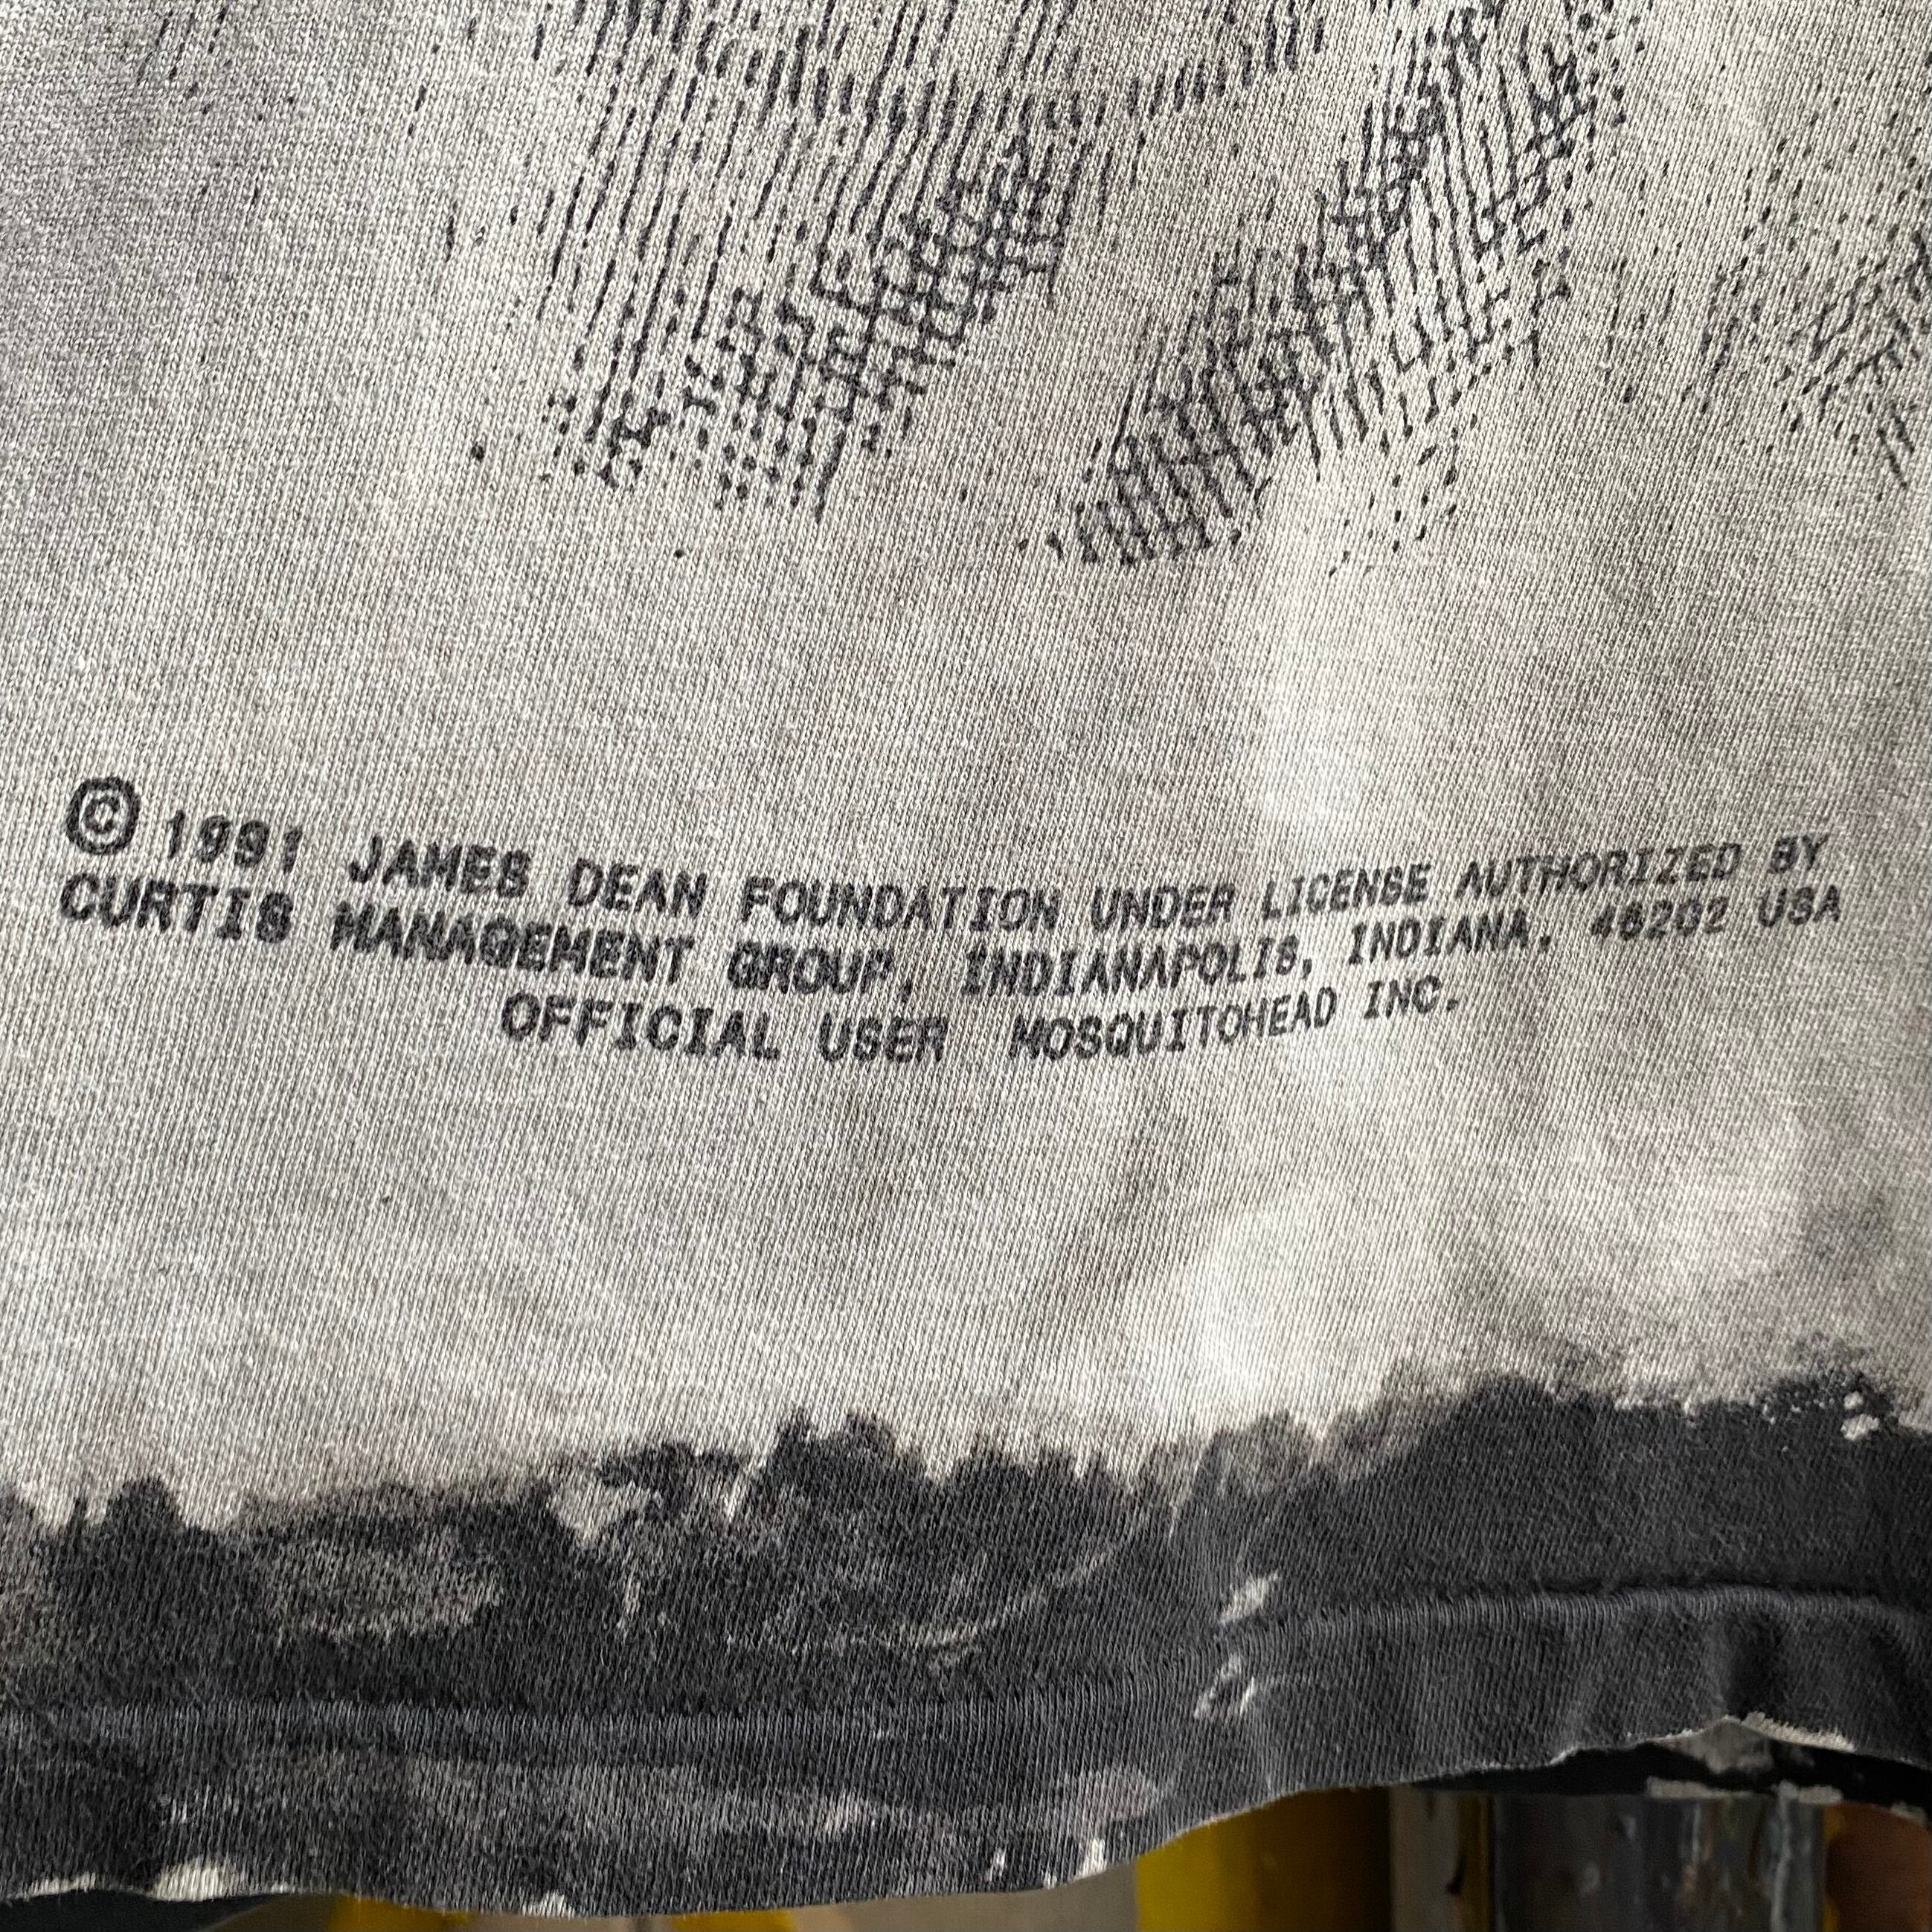 © 1991 JAMES DEAN FOUNDATION UNDER LICENSE AUTHORIZED BY
CURTIS MANAGEMENT GROUP, INDIANAPOLIS, INDIANA, 46202 USA
OFFICIAL USER MOSQUITOHEAD INC.